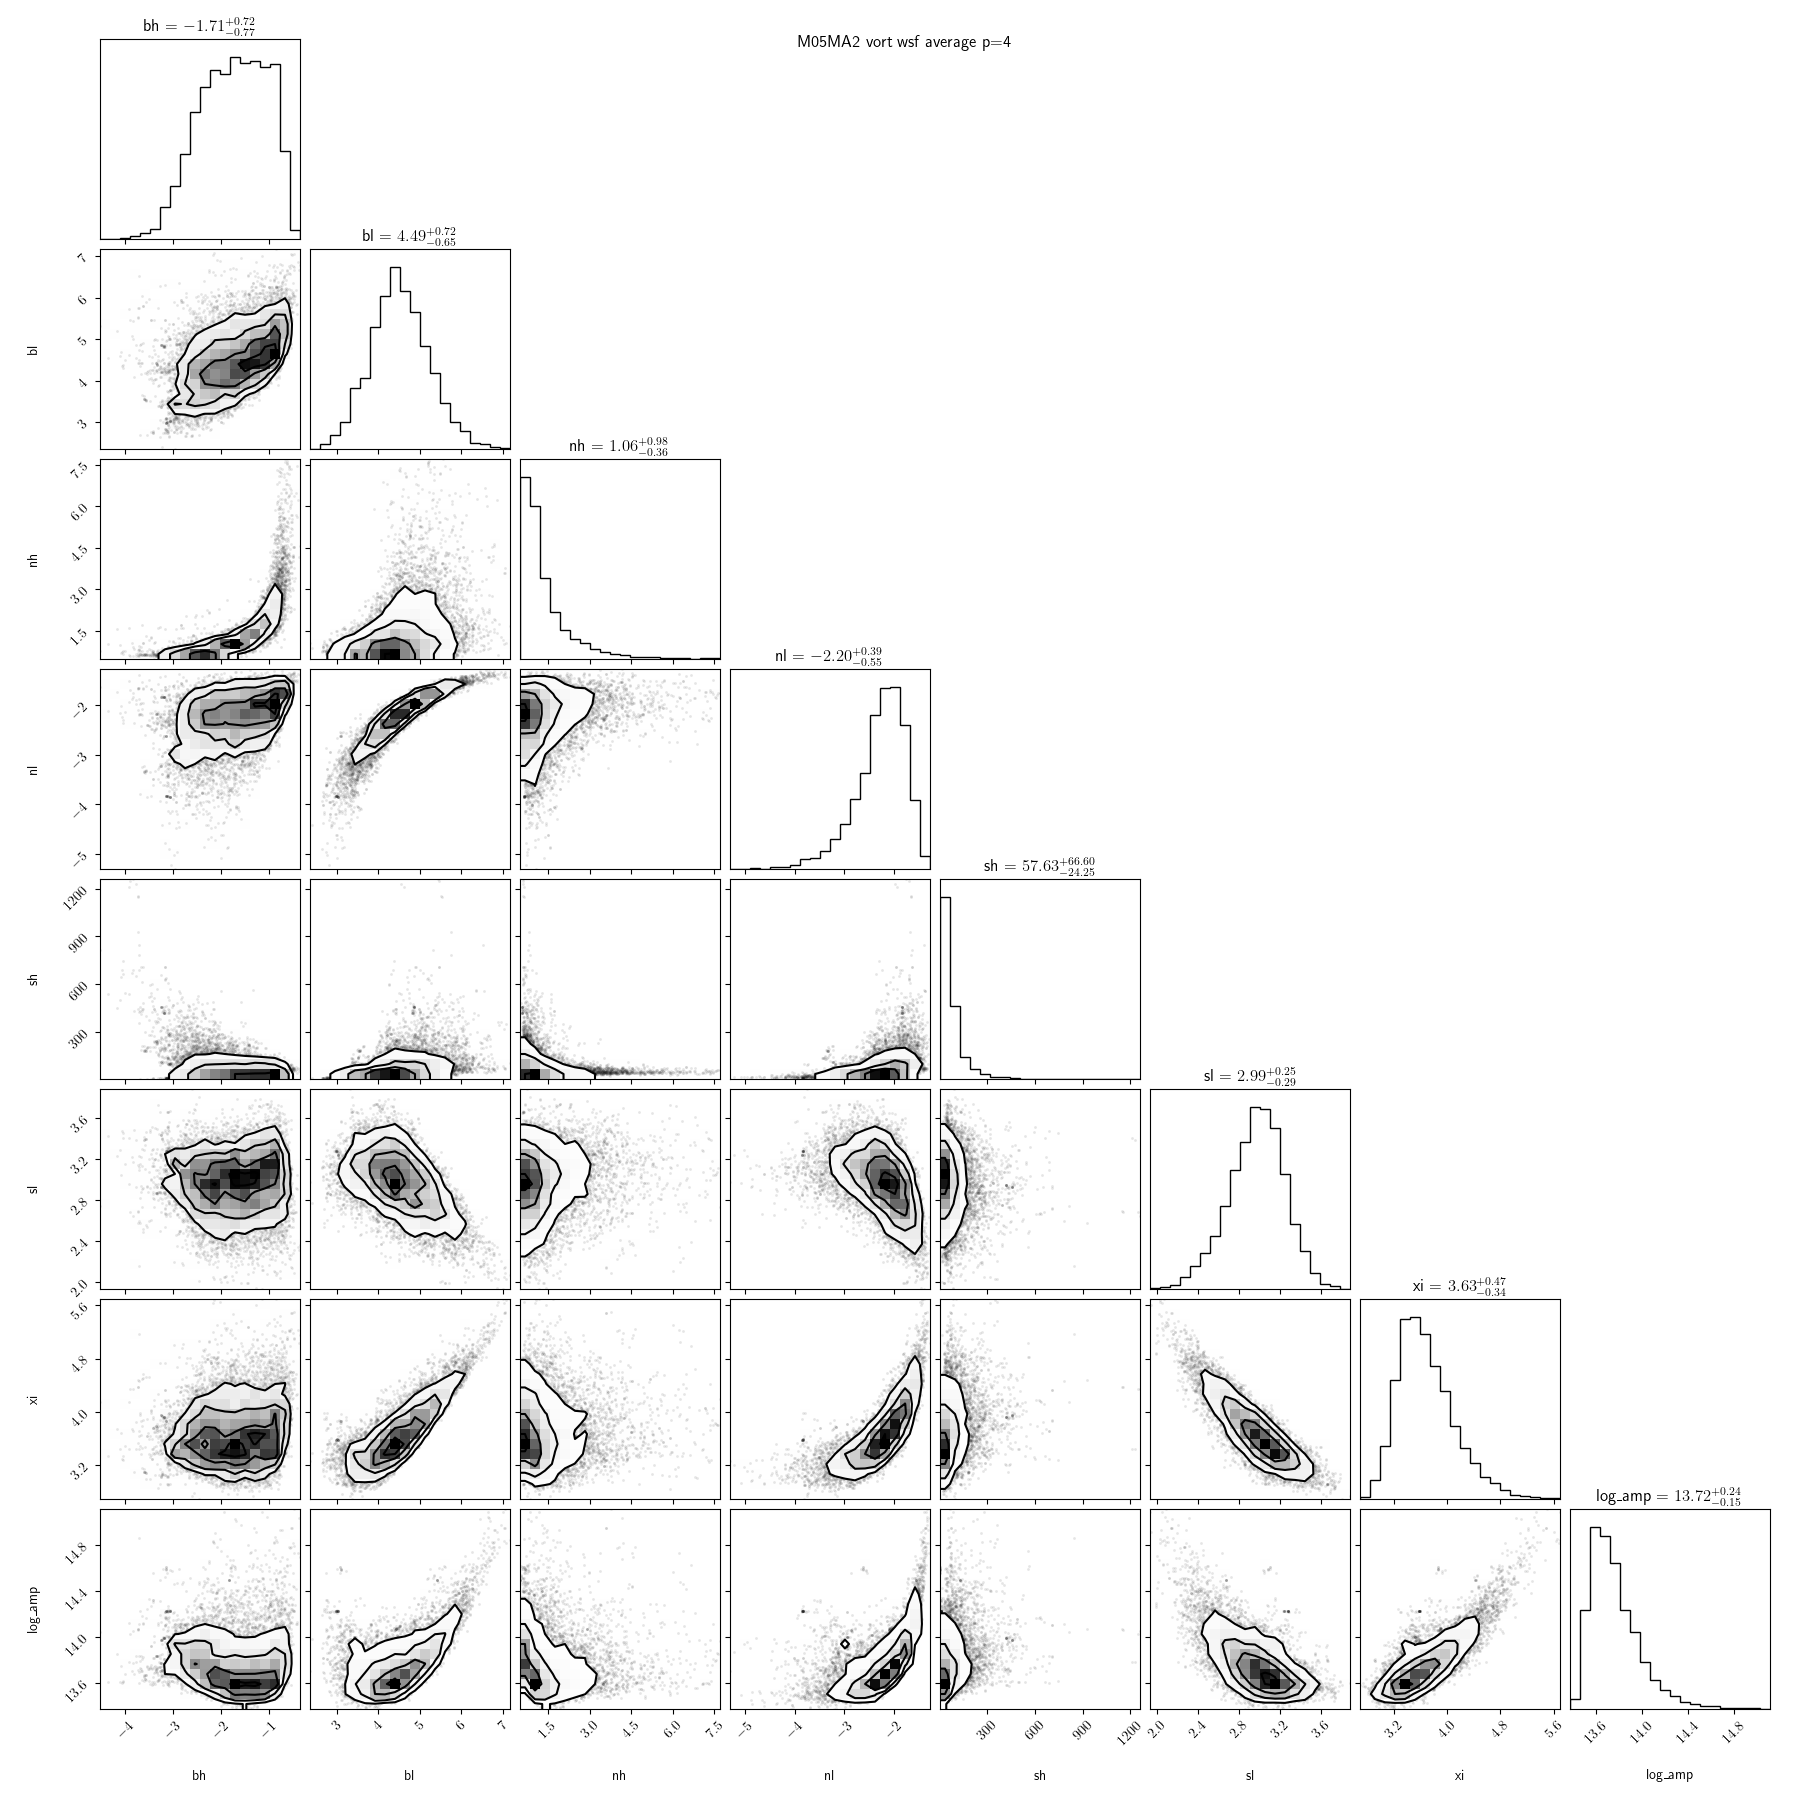 M05MA2 vort wsf average p=4
bh = −1.71+0.72−0.77
bl = 4.49+0.72−0.65
7
6
5
4
3
bl
nh = 1.06+0.98−0.36
7.5
6.0
4.5
3.0
1.5
nh
nl = −2.20+0.39−0.55
−2
−3
−4
−5
nl
sh = 57.63+66.60−24.25
1200
900
600
300
sh
sl = 2.99+0.25−0.29
3.6
3.2
2.8
2.4
2.0
sl
xi = 3.63+0.47−0.34
5.6
4.8
4.0
3.2
xi
log_amp = 13.72+0.24−0.15
14.8
14.4
14.0
13.6
log_amp
−4 −3 −2 −1 3 4 5 6 7 1.5 3.0 4.5 6.0 7.5 −5 −4 −3 −2 300 600 900 1200 2.0 2.4 2.8 3.2 3.6 3.2 4.0 4.8 5.6 13.6 14.0 14.4 14.8
bh bl nh nl sh sl xi log_amp